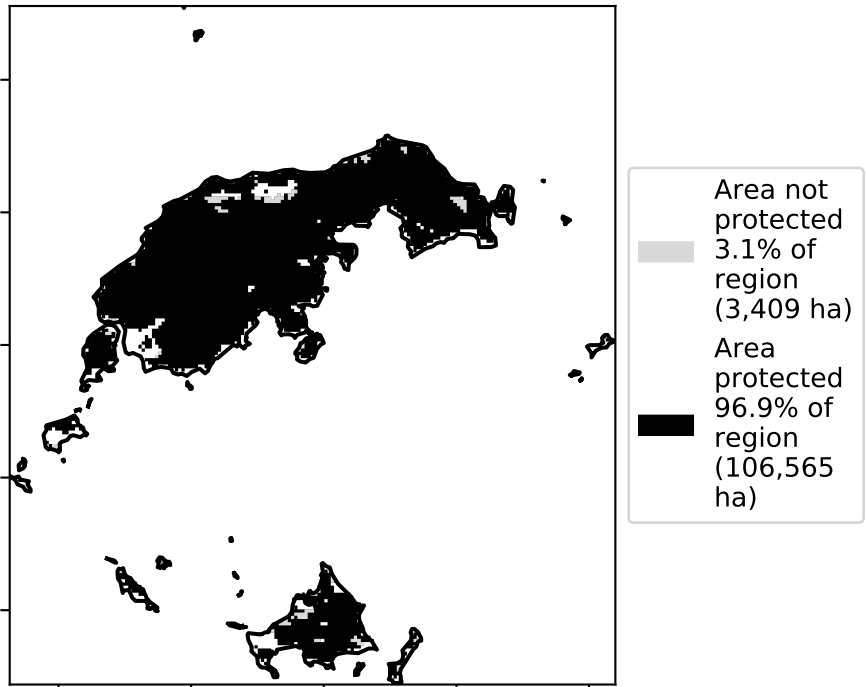 Area not
protected
3.1% of
region
(3,409 ha)
Area
protected
96.9% of
region
(106,565
ha)